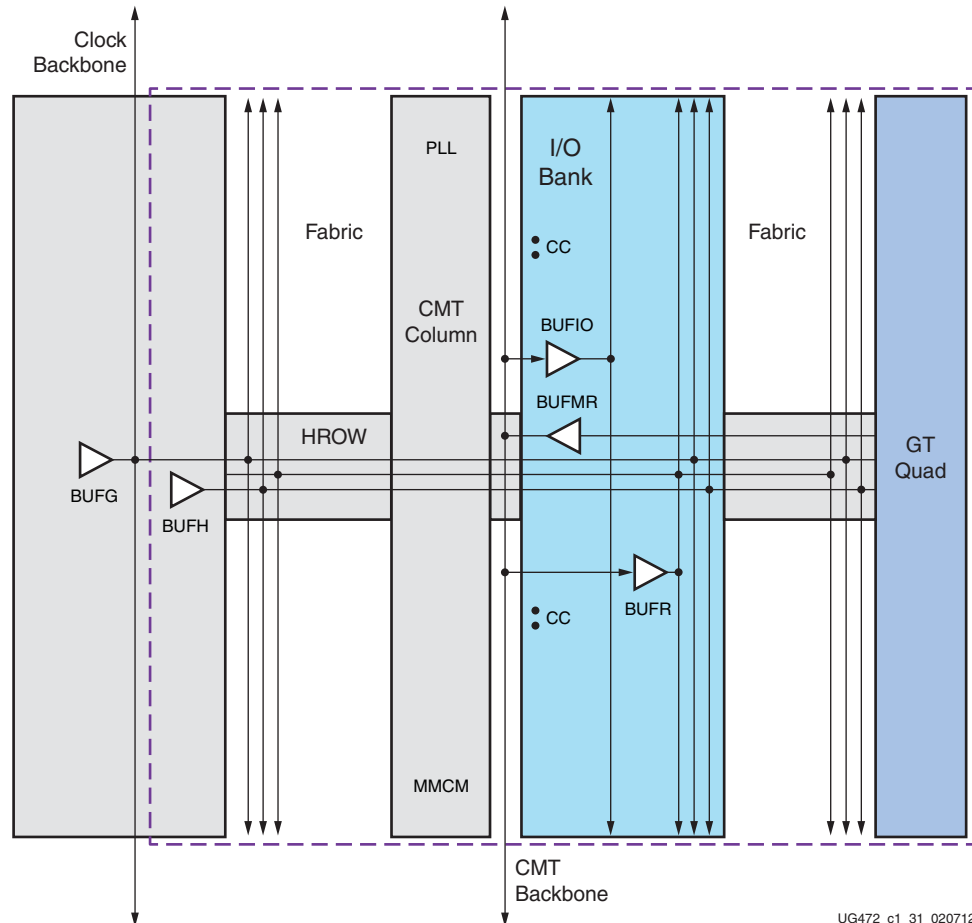 Clock
Backbone
PLL
I/O
Bank
Fabric
CC
Fabric
CMT
Column
BUFIO
BUFMR
HROW
GT
Quad
BUFG
BUFH
BUFR
CC
MMCM
CMT
Backbone
UG472_c1_31_020712